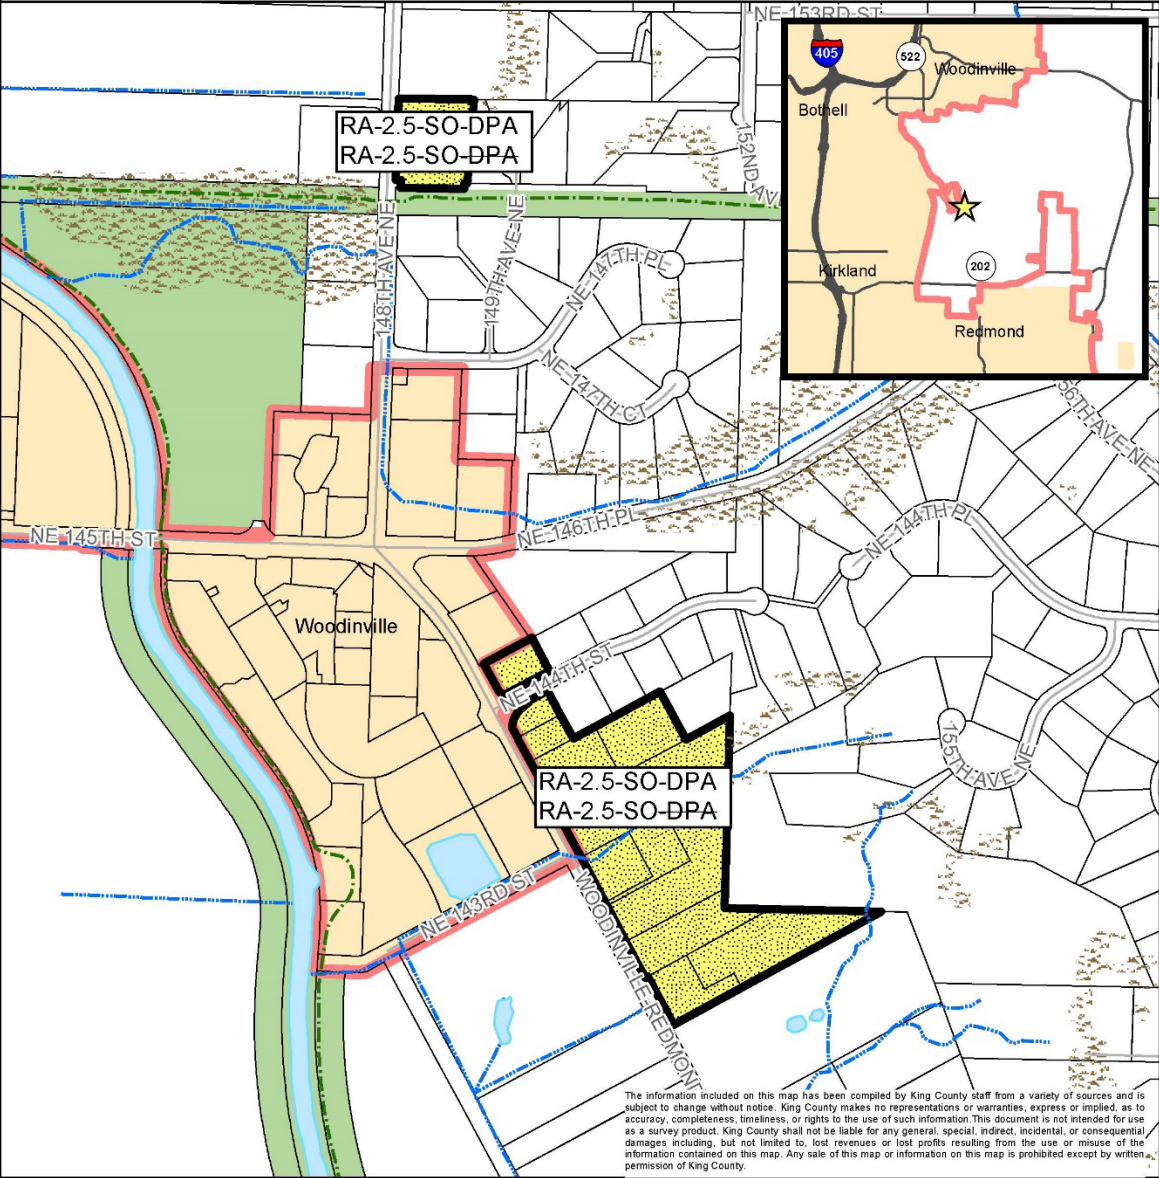 NE 153RD ST
405
522
Woodinville
Bothell
Kirkland
202
Redmond
RA-2.5-SO-DPA
RA-2.5-SO-DPA
152ND AV
148TH AVE NE
149TH AVE NE
NE 147TH PL
NE 147TH CT
56TH AVE NE
NE 145TH ST
NE 146TH PL
NE 144TH PL
Woodinville
NE 144TH ST
155TH AVE NE
RA-2.5-SO-DPA
RA-2.5-SO-DPA
NE 143RD ST
WOODINVILLE-REDMOND
The information included on this map has been compiled by King County staff from a variety of sources and is
subject to change without notice. King County makes no representations or warranties, express or implied, as to
accuracy, completeness, timeliness, or rights to the use of such information.This document is not intended for use
as a survey product. King County shall not be liable for any general, special, indirect, incidental, or consequential
damages including, but not limited to, lost revenues or lost profits resulting from the use or misuse of the
information contained on this map. Any sale of this map or information on this map is prohibited except by written
permission of King County.